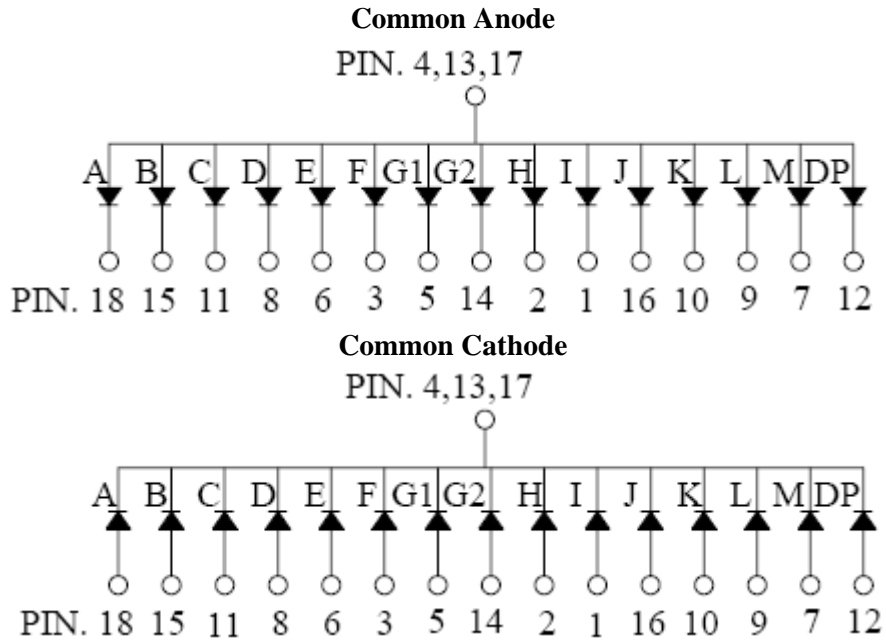 Common Anode
PIN. 4,13,17
A B C D E F G1 G2 H I J K L M DP
PIN. 18 15 11 8 6 3 5 14 2 1 16 10 9 7 12
Common Cathode
PIN. 4,13,17
A B C D E F G1 G2 H I J K L M DP
PIN. 18 15 11 8 6 3 5 14 2 1 16 10 9 7 12